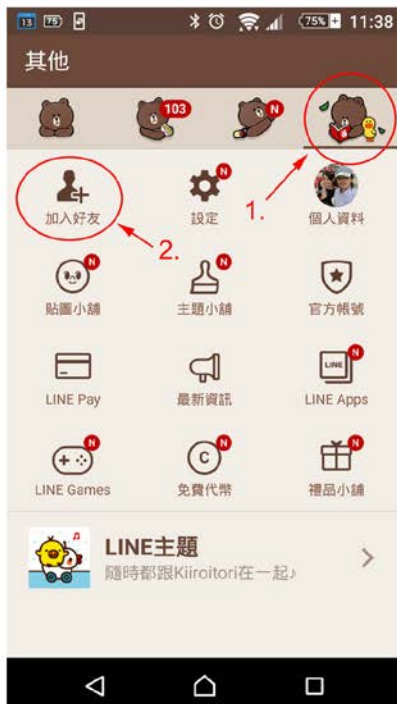 13 75 75% 11:38
其他
103 N
1.
加入好友 設定 N 個人資料
2.
貼圖小舖 N 主題小舖 N 官方帳號
LINE Pay 最新資訊 LINE LINE Apps N
LINE Games N C 免費代幣 N 禮品小舖 N
LINE主題
隨時都跟Kiiroitori在一起♪